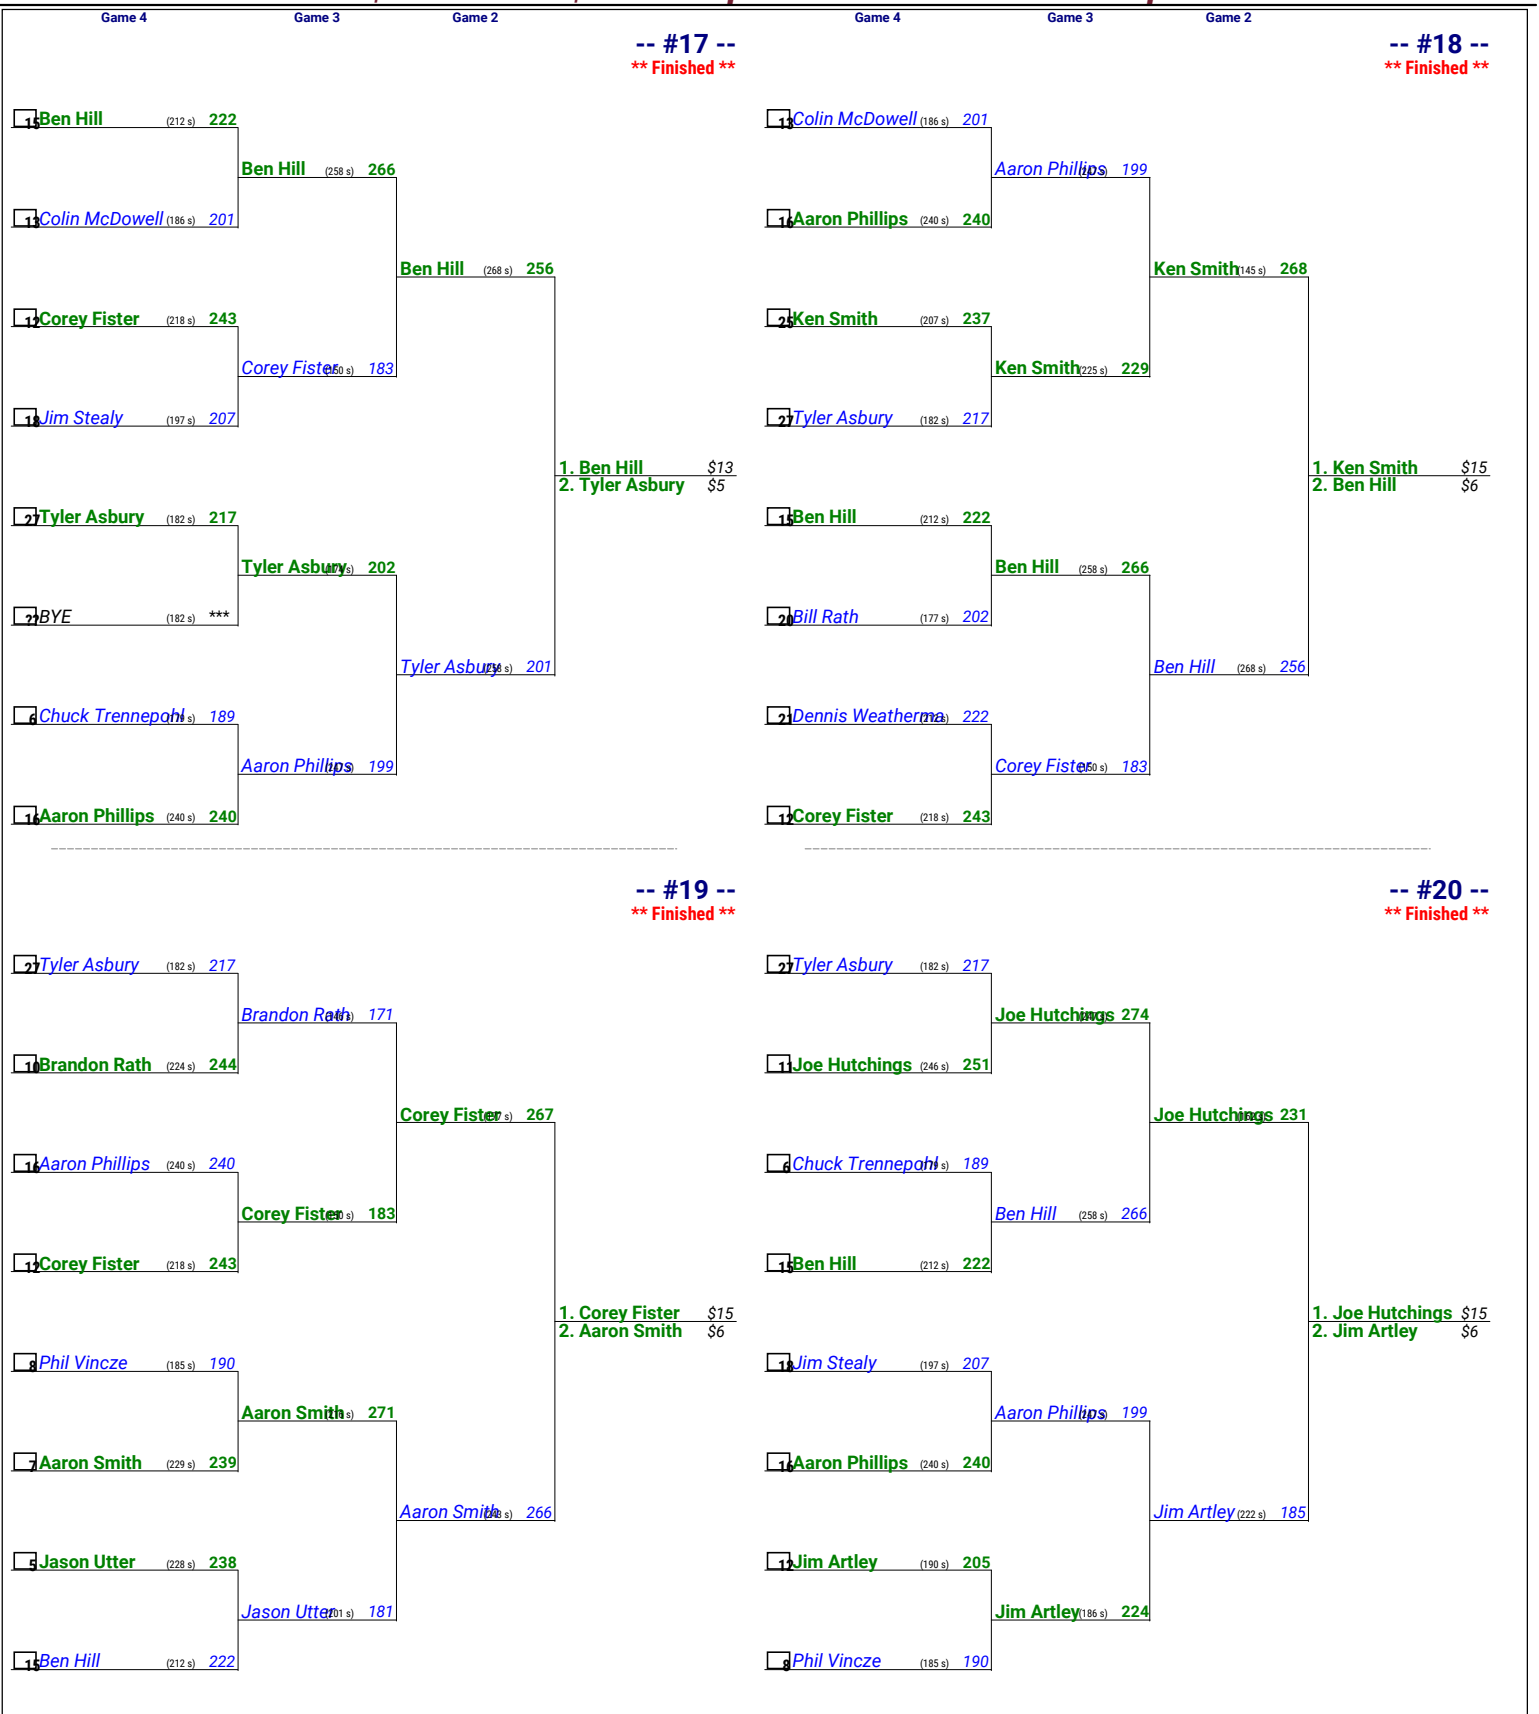 Game 4 Game 3 Game 2
-- #17 --
** Finished **
15 Ben Hill (212 s) 222
Ben Hill (258 s) 266
13 Colin McDowell (186 s) 201
Ben Hill (268 s) 256
12 Corey Fister (218 s) 243
Corey Fister 183
18 Jim Stealy (197 s) 207
1. Ben Hill $13
2. Tyler Asbury $5
27 Tyler Asbury (182 s) 217
Tyler Asbury 202
?? BYE (182 s) ***
Tyler Asbury 201
6 Chuck Trennepohl 189
Aaron Phillips 199
16 Aaron Phillips (240 s) 240
Game 4 Game 3 Game 2
-- #18 --
** Finished **
13 Colin McDowell (186 s) 201
Aaron Phillips 199
16 Aaron Phillips (240 s) 240
Ken Smith (145 s) 268
25 Ken Smith (207 s) 237
Ken Smith (225 s) 229
27 Tyler Asbury (182 s) 217
1. Ken Smith $15
2. Ben Hill $6
15 Ben Hill (212 s) 222
Ben Hill (258 s) 266
20 Bill Rath (177 s) 202
Ben Hill (268 s) 256
21 Dennis Weatherma 222
Corey Fister 183
12 Corey Fister (218 s) 243
-- #19 --
** Finished **
27 Tyler Asbury (182 s) 217
Brandon Rath 171
10 Brandon Rath (224 s) 244
Corey Fister 267
16 Aaron Phillips (240 s) 240
Corey Fister 183
12 Corey Fister (218 s) 243
1. Corey Fister $15
2. Aaron Smith $6
8 Phil Vincze (185 s) 190
Aaron Smith 271
7 Aaron Smith (229 s) 239
Aaron Smith 266
5 Jason Utter (228 s) 238
Jason Utter 181
15 Ben Hill (212 s) 222
-- #20 --
** Finished **
27 Tyler Asbury (182 s) 217
Joe Hutchings 274
11 Joe Hutchings (246 s) 251
Joe Hutchings 231
6 Chuck Trennepohl 189
Ben Hill (258 s) 266
15 Ben Hill (212 s) 222
1. Joe Hutchings $15
2. Jim Artley $6
18 Jim Stealy (197 s) 207
Aaron Phillips 199
16 Aaron Phillips (240 s) 240
Jim Artley (222 s) 185
12 Jim Artley (190 s) 205
Jim Artley (186 s) 224
8 Phil Vincze (185 s) 190